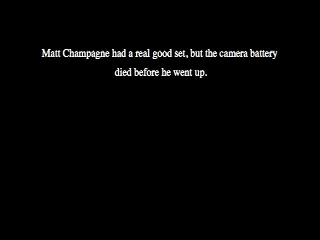 Matt Champagne had a real good set, but the camera battery
died before he went up.